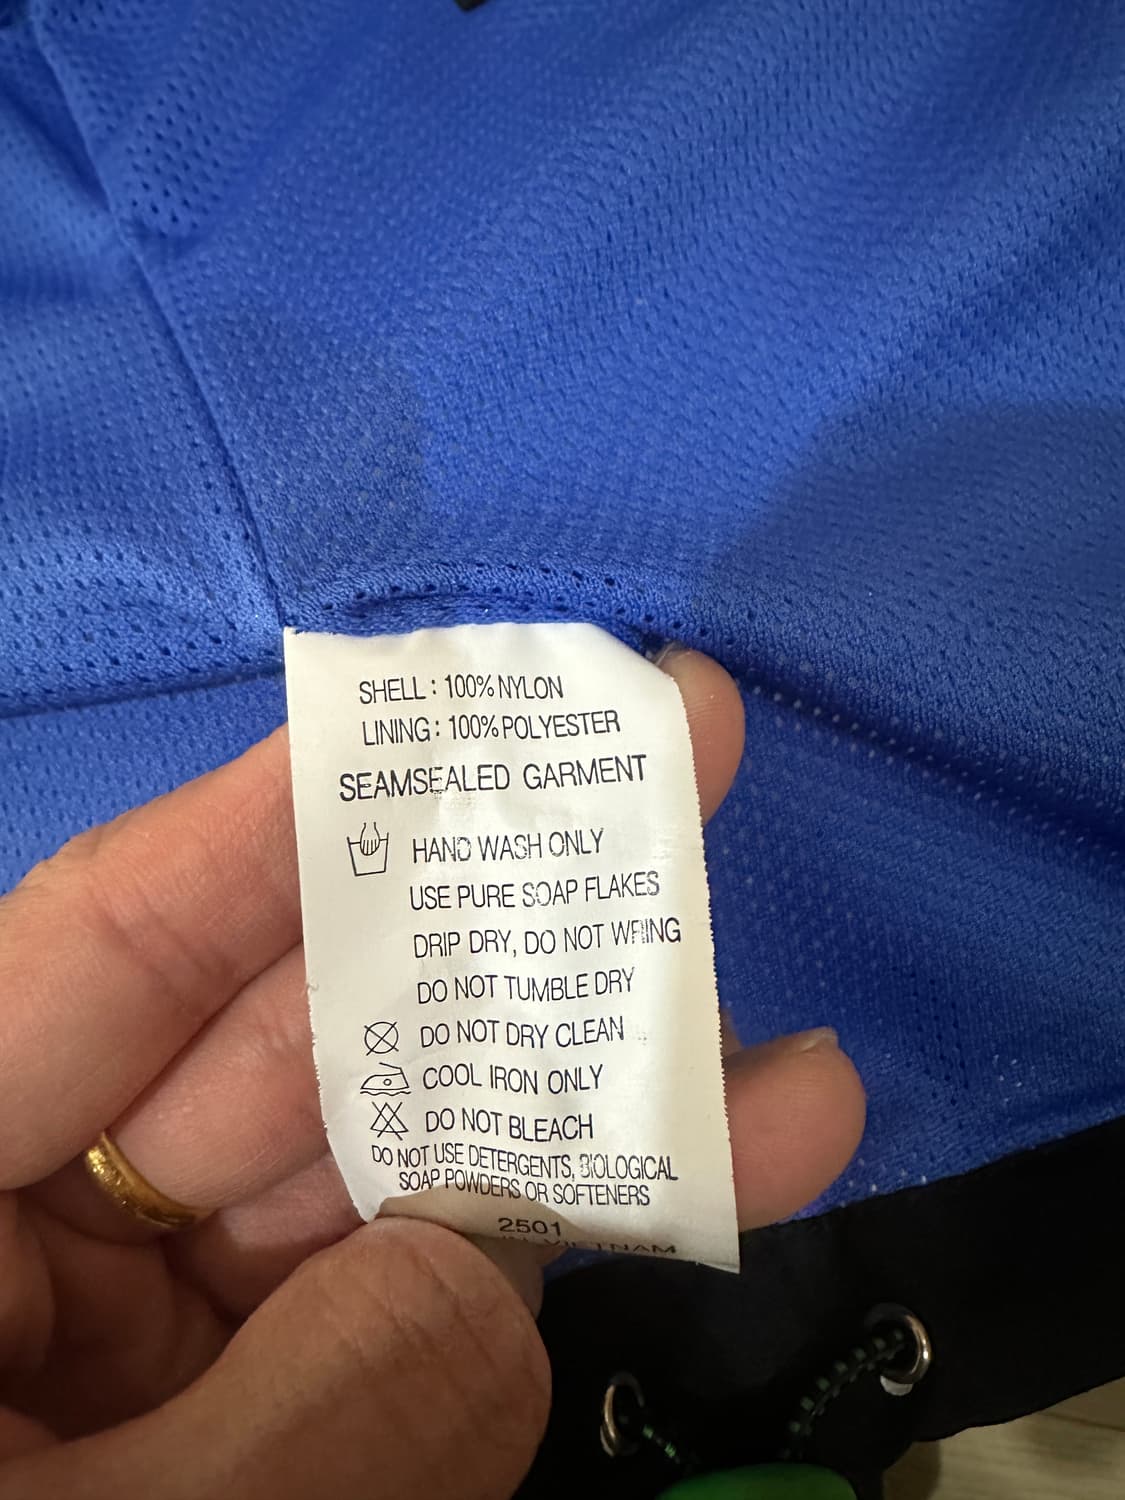 SHELL : 100% NYLON
LINING : 100% POLYESTER
SEAMSEALED GARMENT
HAND WASH ONLY
USE PURE SOAP FLAKES
DRIP DRY, DO NOT WRING
DO NOT TUMBLE DRY
DO NOT DRY CLEAN
COOL IRON ONLY
DO NOT BLEACH
DO NOT USE DETERGENTS, BIOLOGICAL
SOAP POWDERS OR SOFTENERS
2501
IN VIETNAM